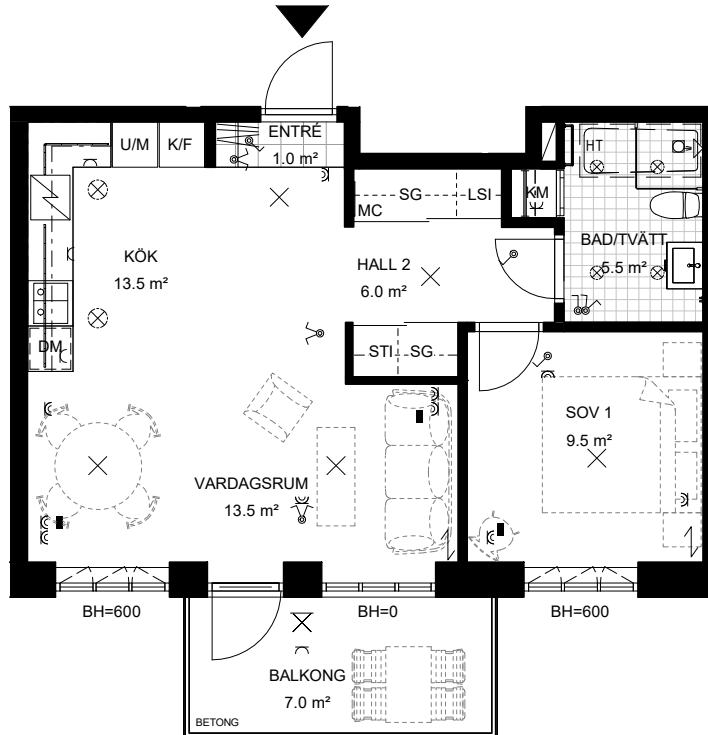 ENTRÉ
1.0 m²
U/M
K/F
HT
SG
LSI
KM
MC
BAD/TVÄTT
5.5 m²
KÖK
13.5 m²
HALL 2
6.0 m²
DM
STI
SG
SOV 1
9.5 m²
VARDAGSRUM
13.5 m²
BH=600
BH=0
BH=600
BALKONG
7.0 m²
BETONG